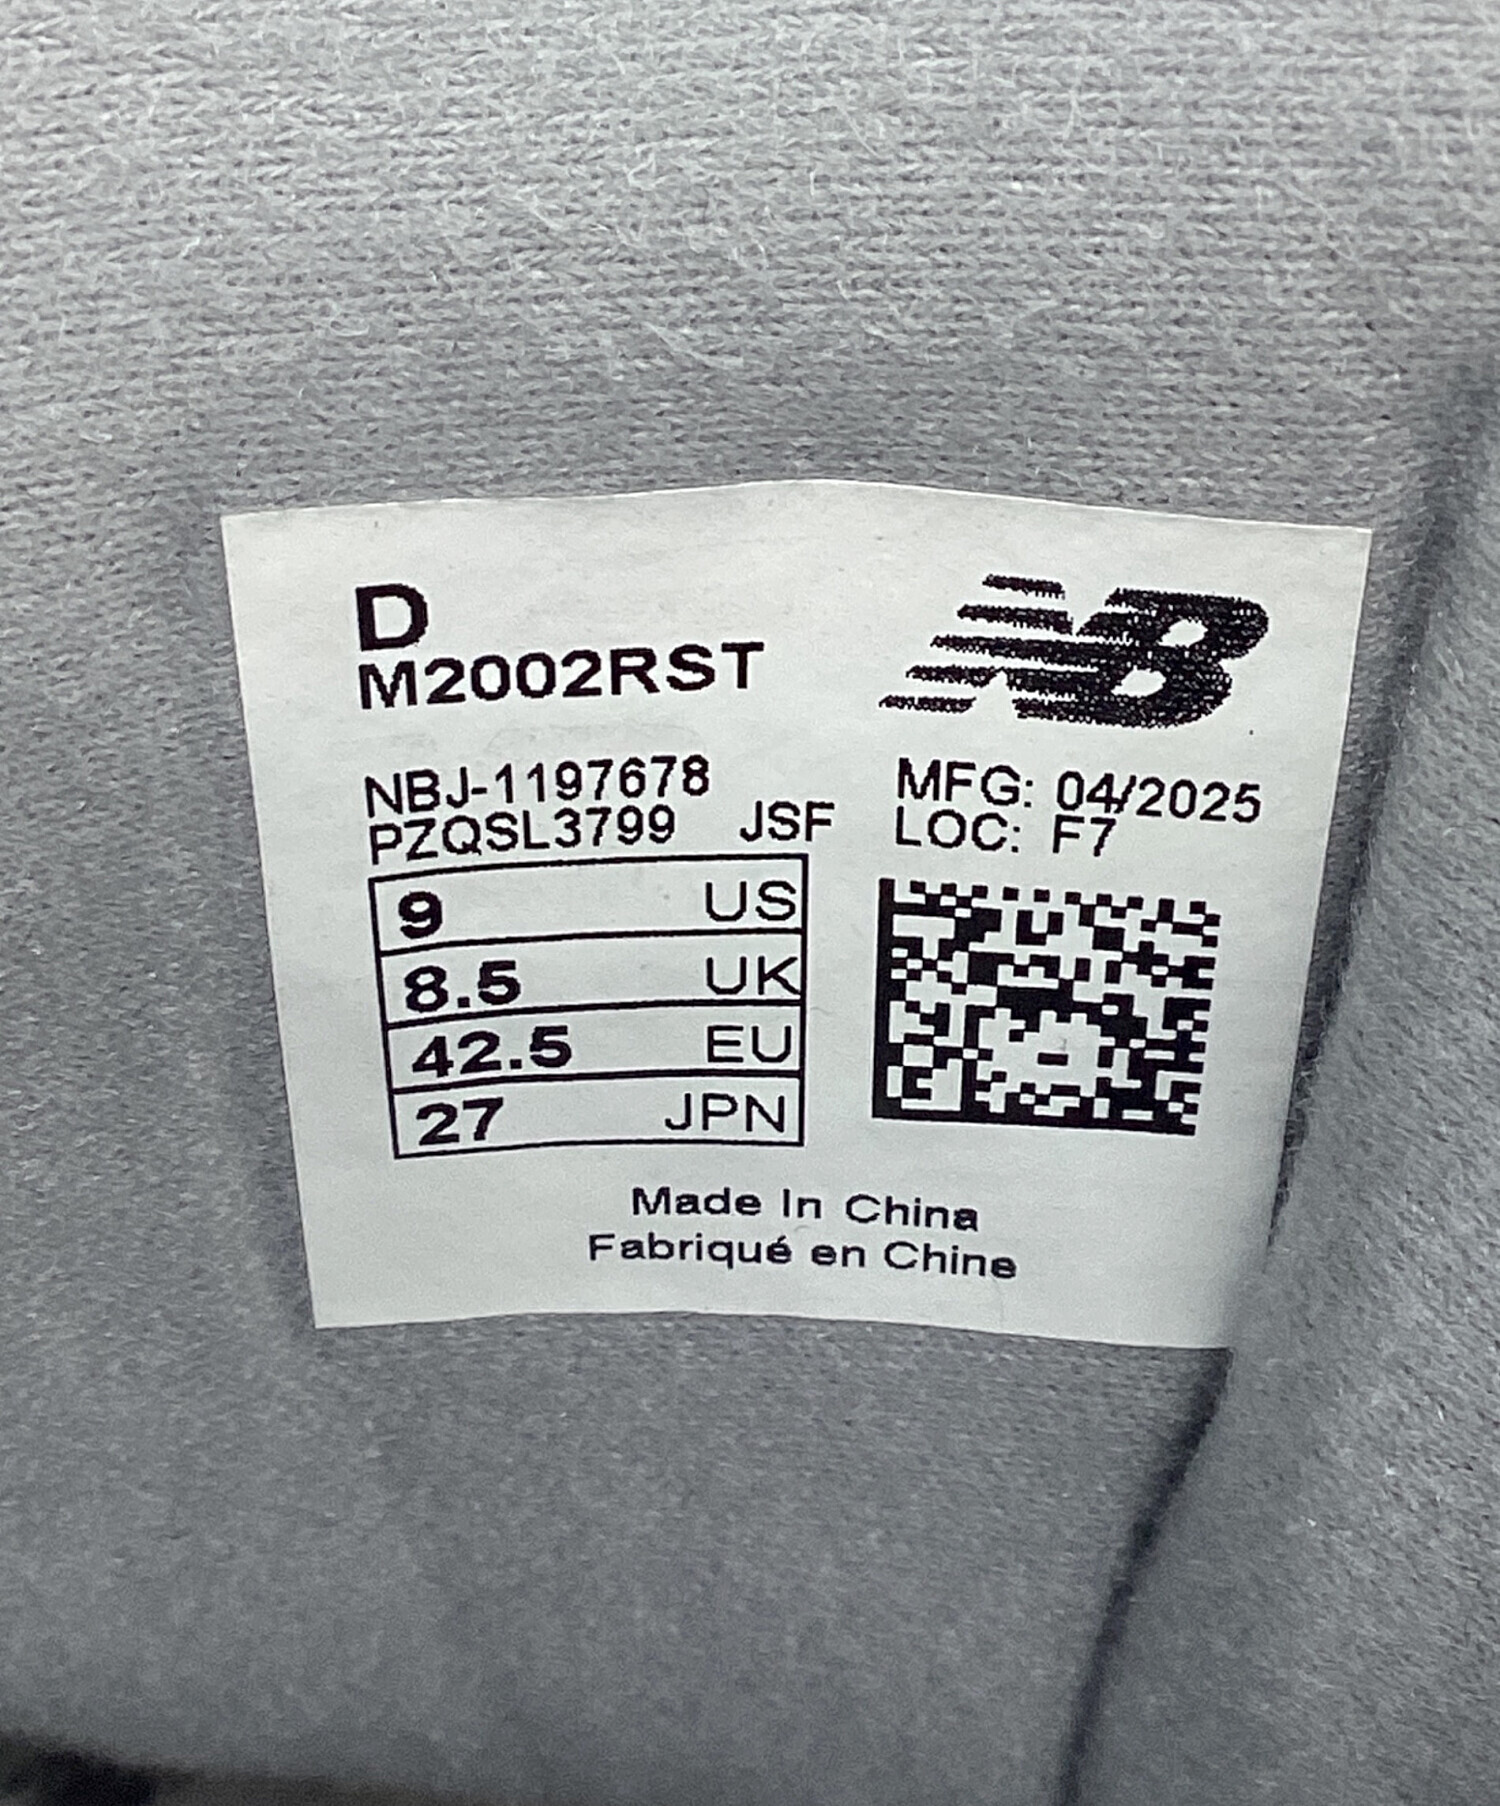 D
M2002RST
NB
NBJ-1197678
PZQSL3799 JSF
MFG: 04/2025
LOC: F7
9 US
8.5 UK
42.5 EU
27 JPN
Made In China
Fabriqué en Chine